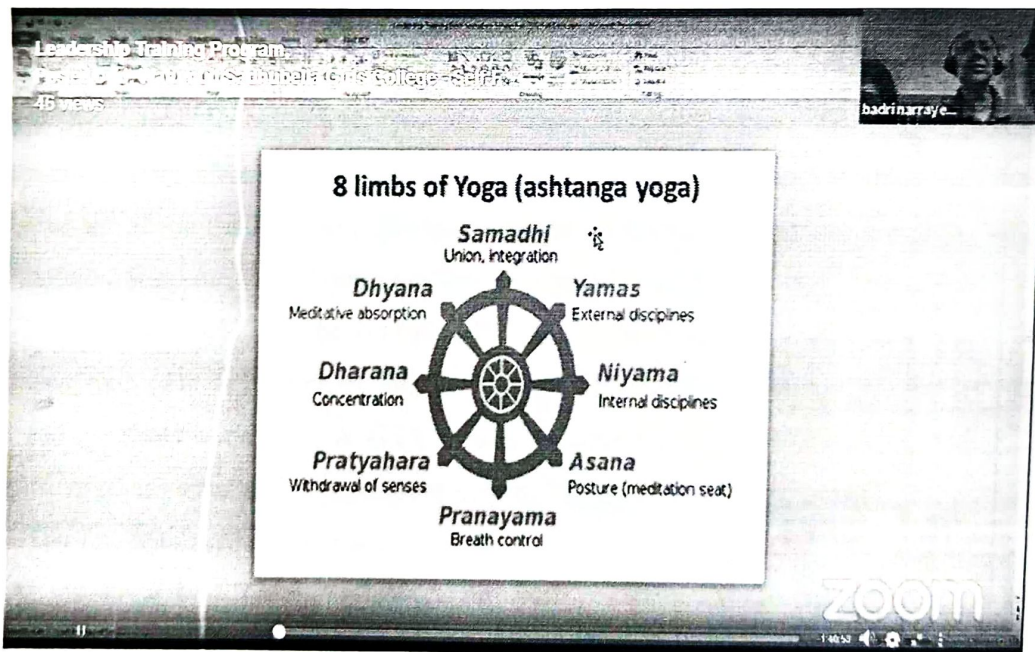 Leadership Training Program
46 views
badrinarraye...
8 limbs of Yoga (ashtanga yoga)
Samadhi
Union, integration
Dhyana
Meditative absorption
Yamas
External disciplines
Dharana
Concentration
Niyama
Internal disciplines
Pratyahara
Withdrawal of senses
Asana
Posture (meditation seat)
Pranayama
Breath control
zoom